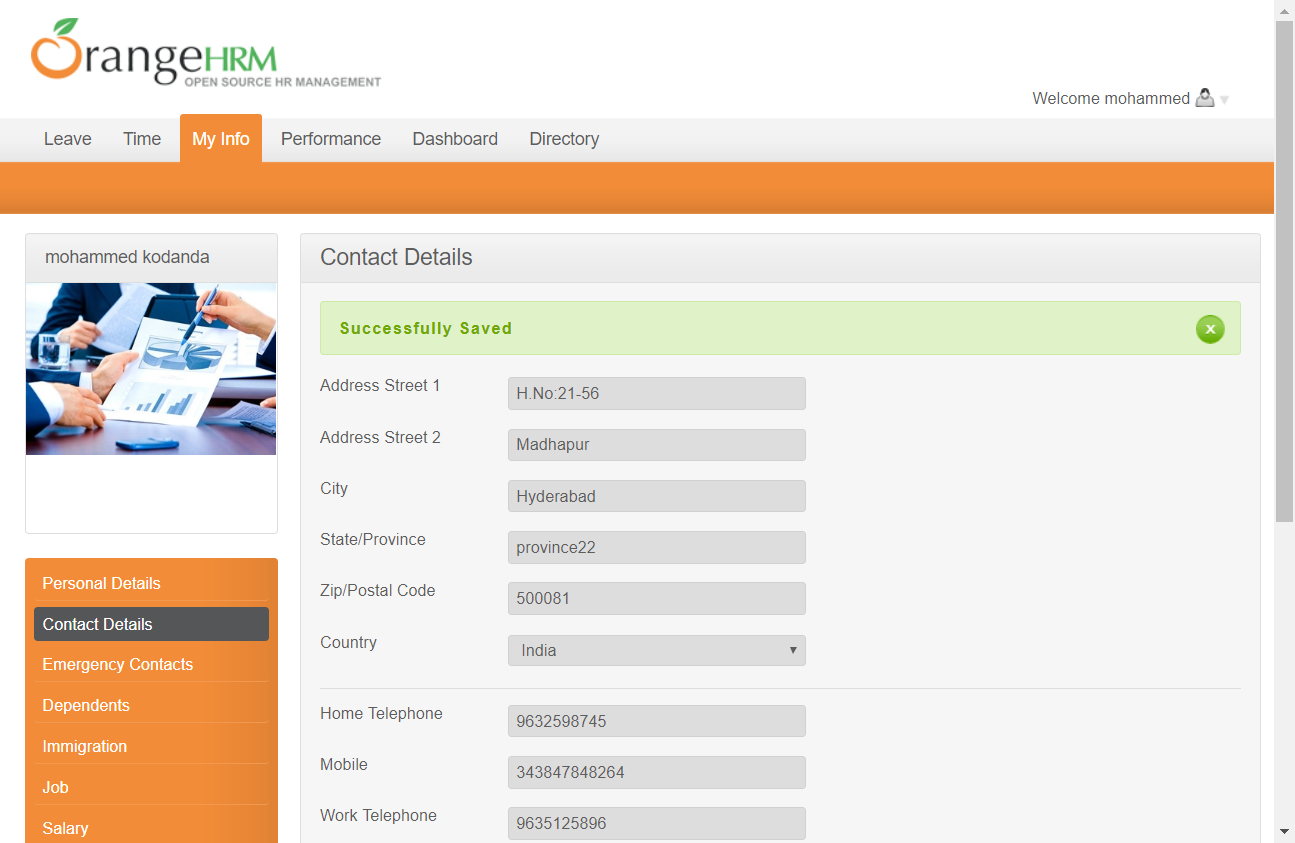 OrangeHRM
OPEN SOURCE HR MANAGEMENT
Welcome mohammed
Leave Time My Info Performance Dashboard Directory
mohammed kodanda
Contact Details
Successfully Saved
X
Address Street 1 H.No:21-56
Address Street 2 Madhapur
City Hyderabad
State/Province province22
Zip/Postal Code 500081
Country India
Home Telephone 9632598745
Mobile 343847848264
Work Telephone 9635125896
Personal Details
Contact Details
Emergency Contacts
Dependents
Immigration
Job
Salary